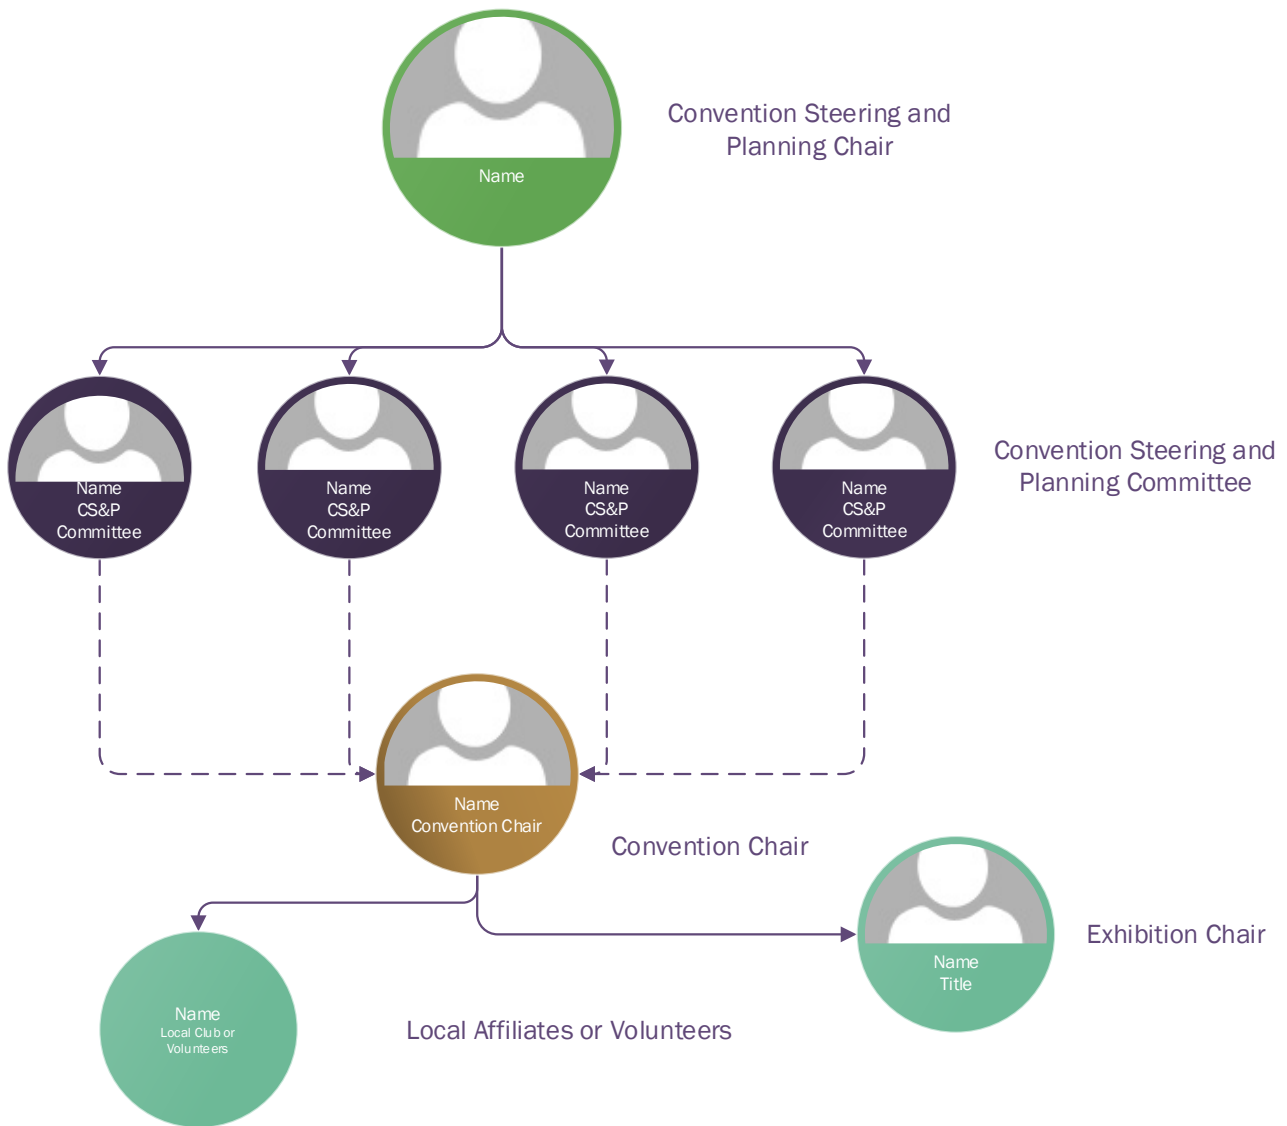 Convention Steering and
Planning Chair
Name
Name
CS&P
Committee
Name
CS&P
Committee
Name
CS&P
Committee
Name
CS&P
Committee
Convention Steering and
Planning Committee
Name
Convention Chair
Convention Chair
Name
Title
Exhibition Chair
Name
Local Club or
Volunteers
Local Affiliates or Volunteers